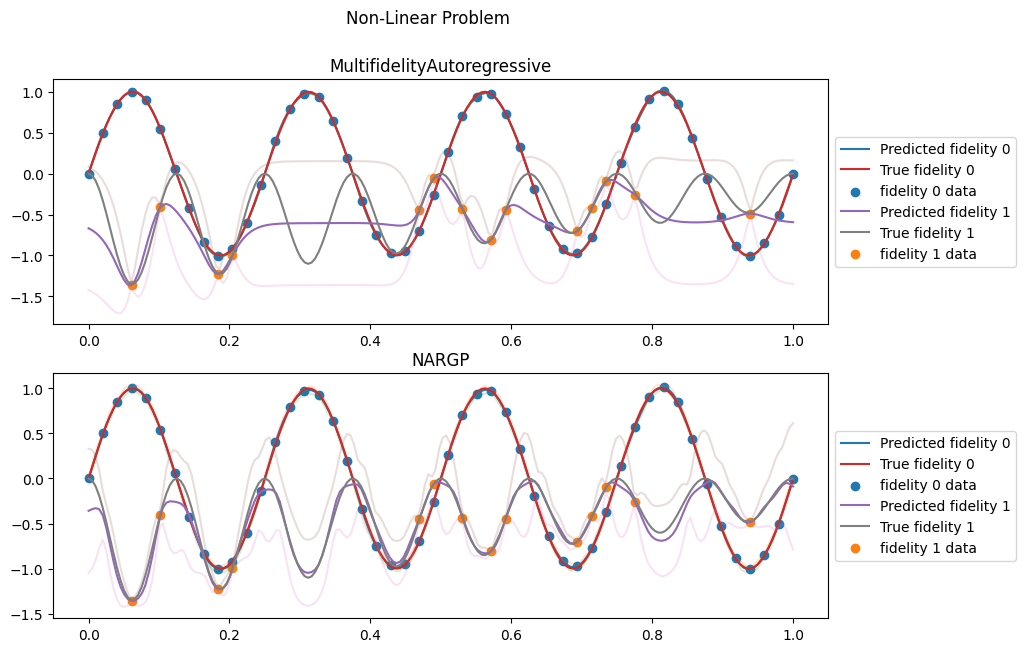 Non-Linear Problem
MultifidelityAutoregressive
1.0
0.5
0.0
−0.5
−1.0
−1.5
0.0 0.2 0.4 0.6 0.8 1.0
Predicted fidelity 0
True fidelity 0
fidelity 0 data
Predicted fidelity 1
True fidelity 1
fidelity 1 data
NARGP
1.0
0.5
0.0
−0.5
−1.0
−1.5
0.0 0.2 0.4 0.6 0.8 1.0
Predicted fidelity 0
True fidelity 0
fidelity 0 data
Predicted fidelity 1
True fidelity 1
fidelity 1 data